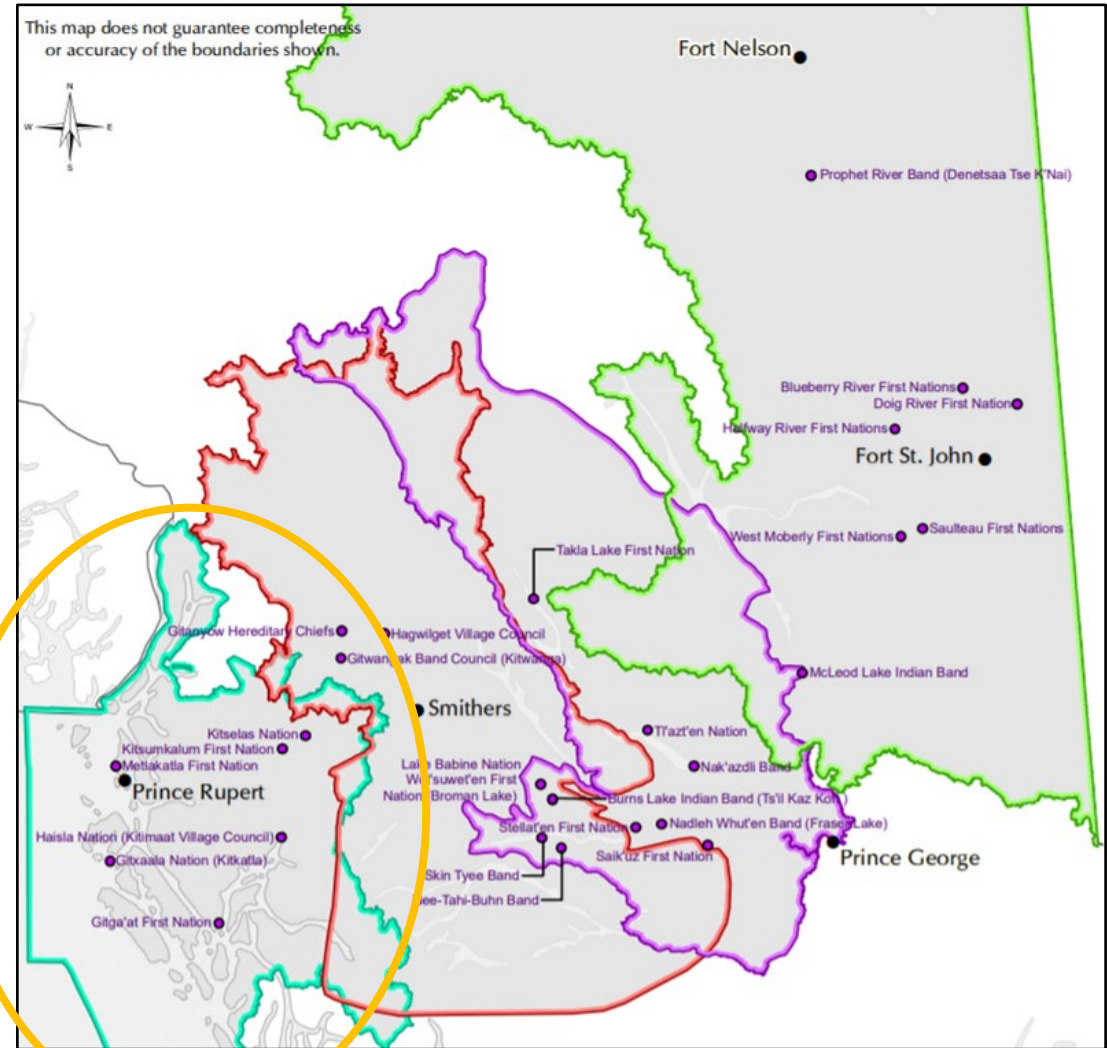 This map does not guarantee completeness
or accuracy of the boundaries shown.
N
W
E
S
Fort Nelson
Prophet River Band (Denetsaa Tse K'Nai)
Blueberry River First Nations
Doig River First Nation
Halfway River First Nations
Fort St. John
Saulteau First Nations
West Moberly First Nations
Takla Lake First Nation
Gitanyow Hereditary Chiefs
Hagwilget Village Council
Gitwangak Band Council (Kitwanga)
McLeod Lake Indian Band
Smithers
Kitselas Nation
Kitsumkalum First Nation
Metlakatla First Nation
Prince Rupert
Tl'azt'en Nation
Nak'azdli Band
Lake Babine Nation
Wet'suwet'en First
Nation (Broman Lake)
Burns Lake Indian Band (Ts'il Kaz Koh)
Stellat'en First Nation
Nadleh Whut'en Band (Fraser Lake)
Saik'uz First Nation
Prince George
Haisla Nation (Kitimaat Village Council)
Gitxaala Nation (Kitkatla)
Skin Tyee Band
Nee-Tahi-Buhn Band
Gitga'at First Nation